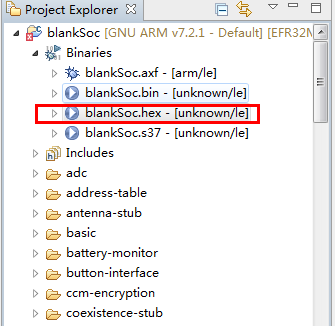 Project Explorer
blankSoc [GNU ARM v7.2.1 - Default] [EFR32M
Binaries
blankSoc.axf - [arm/le]
blankSoc.bin - [unknown/le]
blankSoc.hex - [unknown/le]
blankSoc.s37 - [unknown/le]
Includes
adc
address-table
antenna-stub
basic
battery-monitor
button-interface
ccm-encryption
coexistence-stub